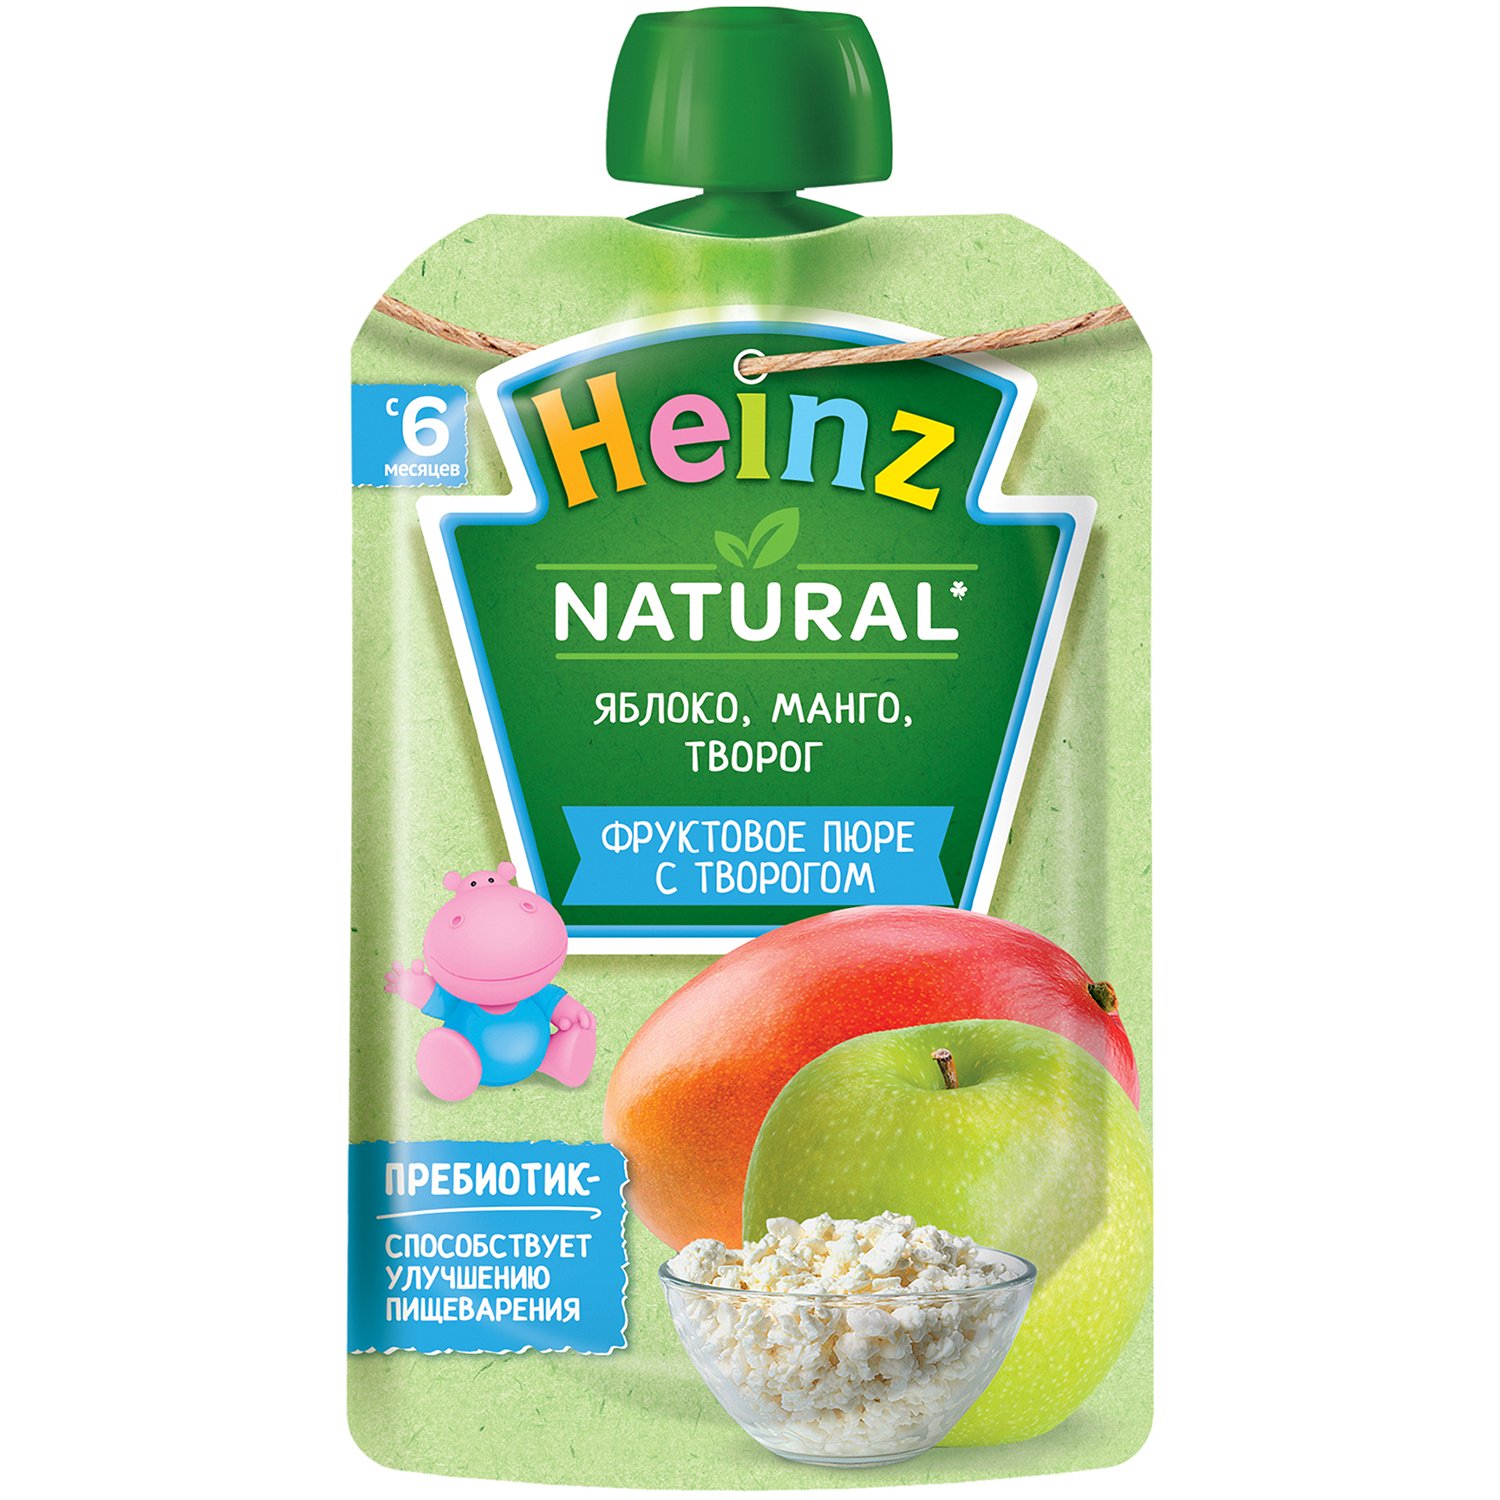 с 6
месяцев
Heinz
NATURAL
ЯБЛОКО, МАНГО,
ТВОРОГ
ФРУКТОВОЕ ПЮРЕ
С ТВОРОГОМ
ПРЕБИОТИК-
СПОСОБСТВУЕТ
УЛУЧШЕНИЮ
ПИЩЕВАРЕНИЯ